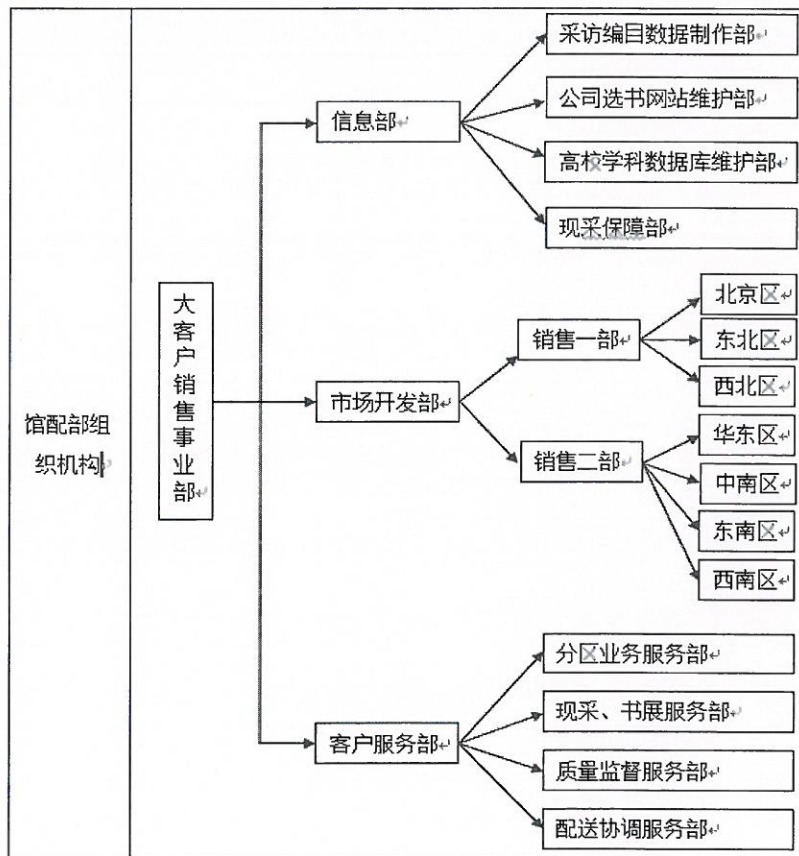 馆配部组
织机构
大
客
户
销
售
事
业
部
信息部
采访编目数据制作部
公司选书网站维护部
高校学科数据库维护部
现采保障部
市场开发部
销售一部
北京区
东北区
西北区
销售二部
华东区
中南区
东南区
西南区
客户服务部
分区业务服务部
现采、书展服务部
质量监督服务部
配送协调服务部